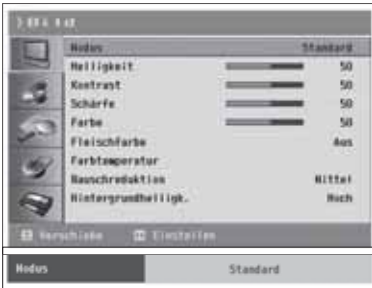 Modus Standard
Helligkeit 50
Kontrast 50
Schärfe 50
Farbe 50
Fleischfarbe Aus
Farbtemperatur
Rauschreduktion Mittel
Hintergrundhelligk. Hoch
Verschiebe Einstellen
Modus Standard